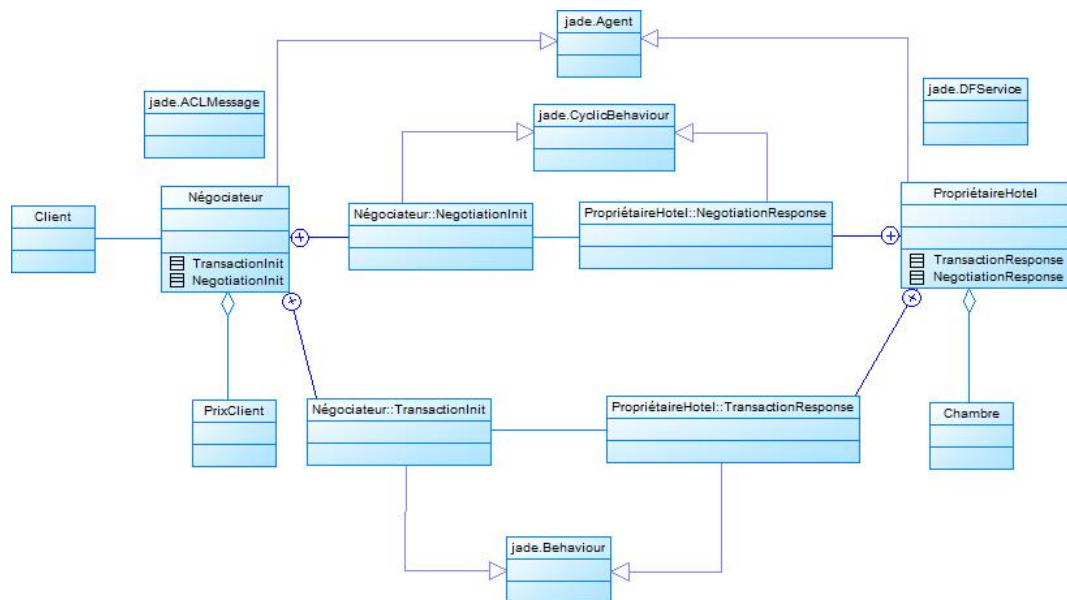 jade.Agent
jade.ACLMessage
jade.DFService
jade.CyclicBehaviour
Négociateur
PropriétaireHotel
Client
Négociateur::NegotiationInit
PropriétaireHotel::NegotiationResponse
TransactionInit
NegotiationInit
TransactionResponse
NegotiationResponse
PrixClient
Négociateur::TransactionInit
PropriétaireHotel::TransactionResponse
Chambre
jade.Behaviour